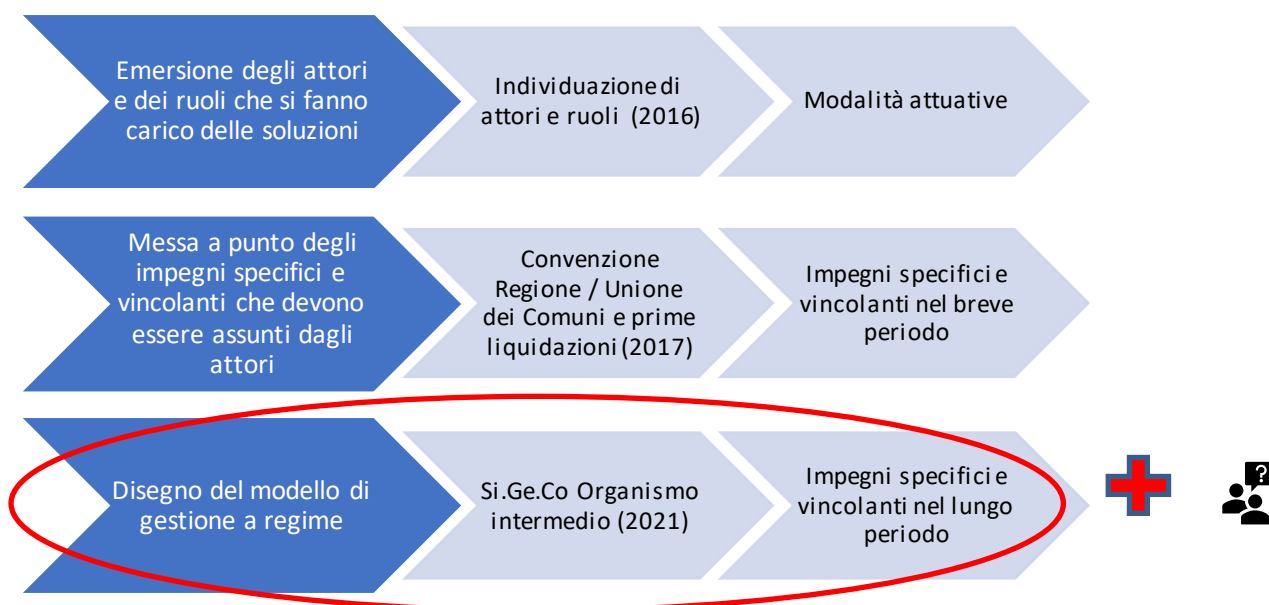 Emersione degli attori
e dei ruoli che si fanno
carico delle soluzioni
Individuazione di
attori e ruoli (2016)
Modalità attuative
Messa a punto degli
impegni specifici e
vincolanti che devono
essere assunti dagli
attori
Convenzione
Regione / Unione
dei Comuni e prime
liquidazioni (2017)
Impegni specifici e
vincolanti nel breve
periodo
Disegno del modello di
gestione a regime
Si.Ge.Co Organismo
intermedio (2021)
Impegni specifici e
vincolanti nel lungo
periodo
?